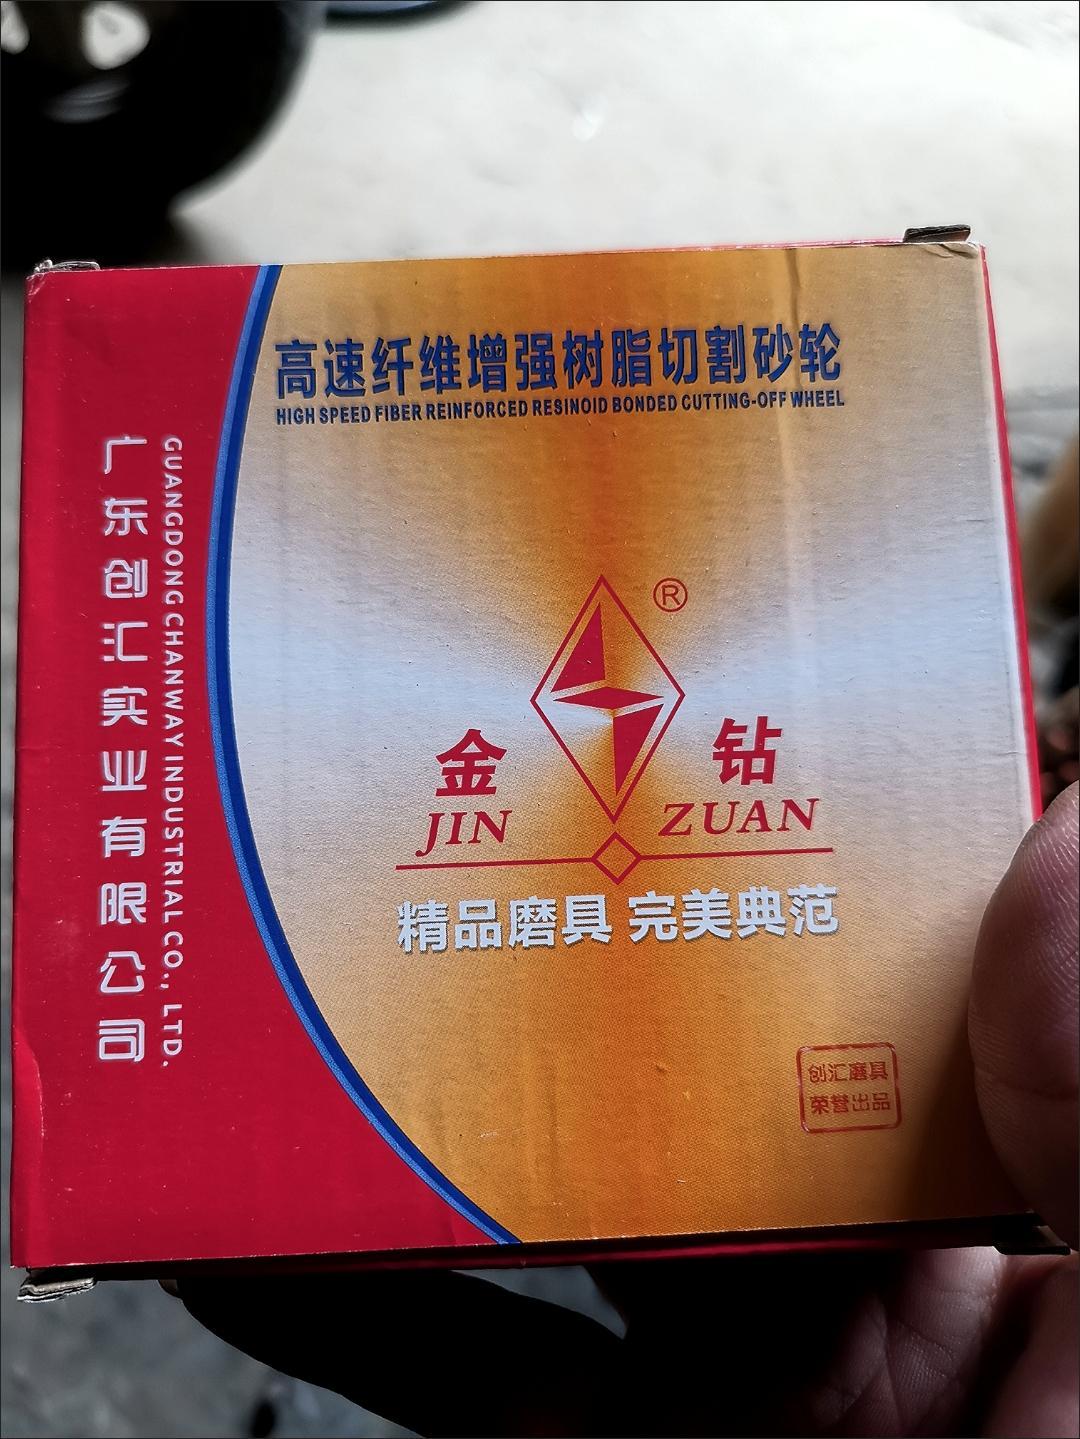 高速纤维增强树脂切割砂轮
HIGH SPEED FIBER REINFORCED RESINOID BONDED CUTTING-OFF WHEEL
广东创汇实业有限公司
GUANGDONG CHANWAY INDUSTRIAL CO., LTD.
®
金 钻
JIN ZUAN
精品磨具 完美典范
创汇磨具
荣誉出品